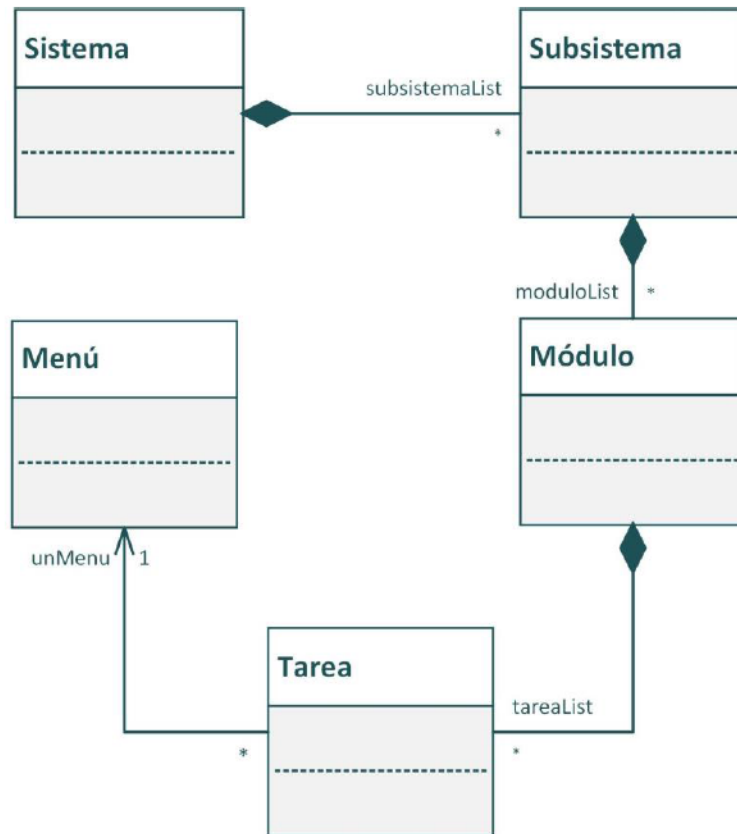 Sistema
Subsistema
subsistemaList
*
moduloList *
Menú
Módulo
unMenu 1
Tarea
tareaList
* *